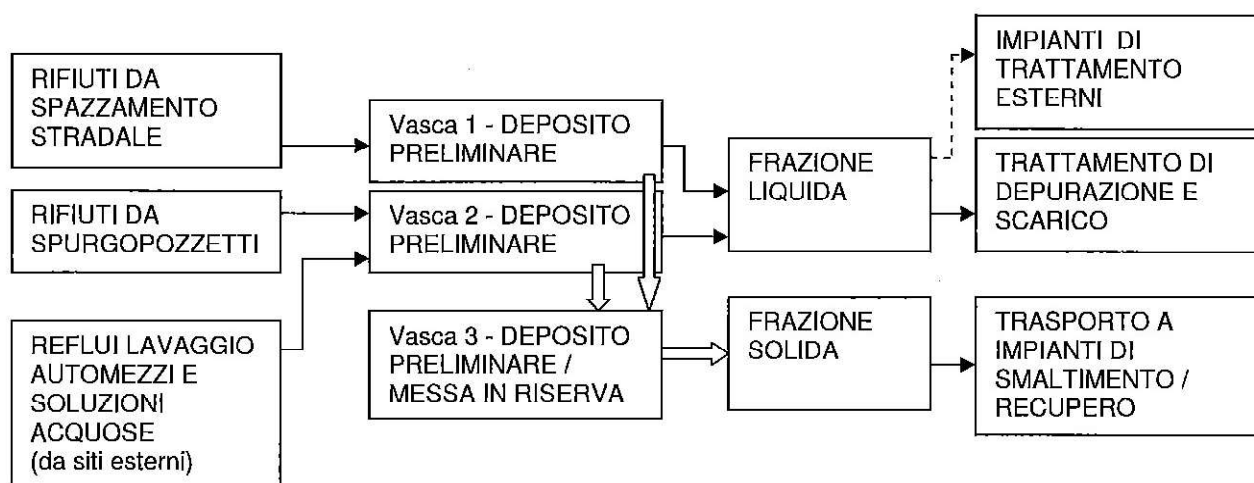 RIFIUTI DA
SPAZZAMENTO
STRADALE
RIFIUTI DA
SPURGOPOZZETTI
REFLUI LAVAGGIO
AUTOMEZZI E
SOLUZIONI
ACQUOSE
(da siti esterni)
Vasca 1 - DEPOSITO
PRELIMINARE
Vasca 2 - DEPOSITO
PRELIMINARE
Vasca 3 - DEPOSITO
PRELIMINARE /
MESSA IN RISERVA
FRAZIONE
LIQUIDA
FRAZIONE
SOLIDA
IMPIANTI DI
TRATTAMENTO
ESTERNI
TRATTAMENTO DI
DEPURAZIONE E
SCARICO
TRASPORTO A
IMPIANTI DI
SMALTIMENTO /
RECUPERO